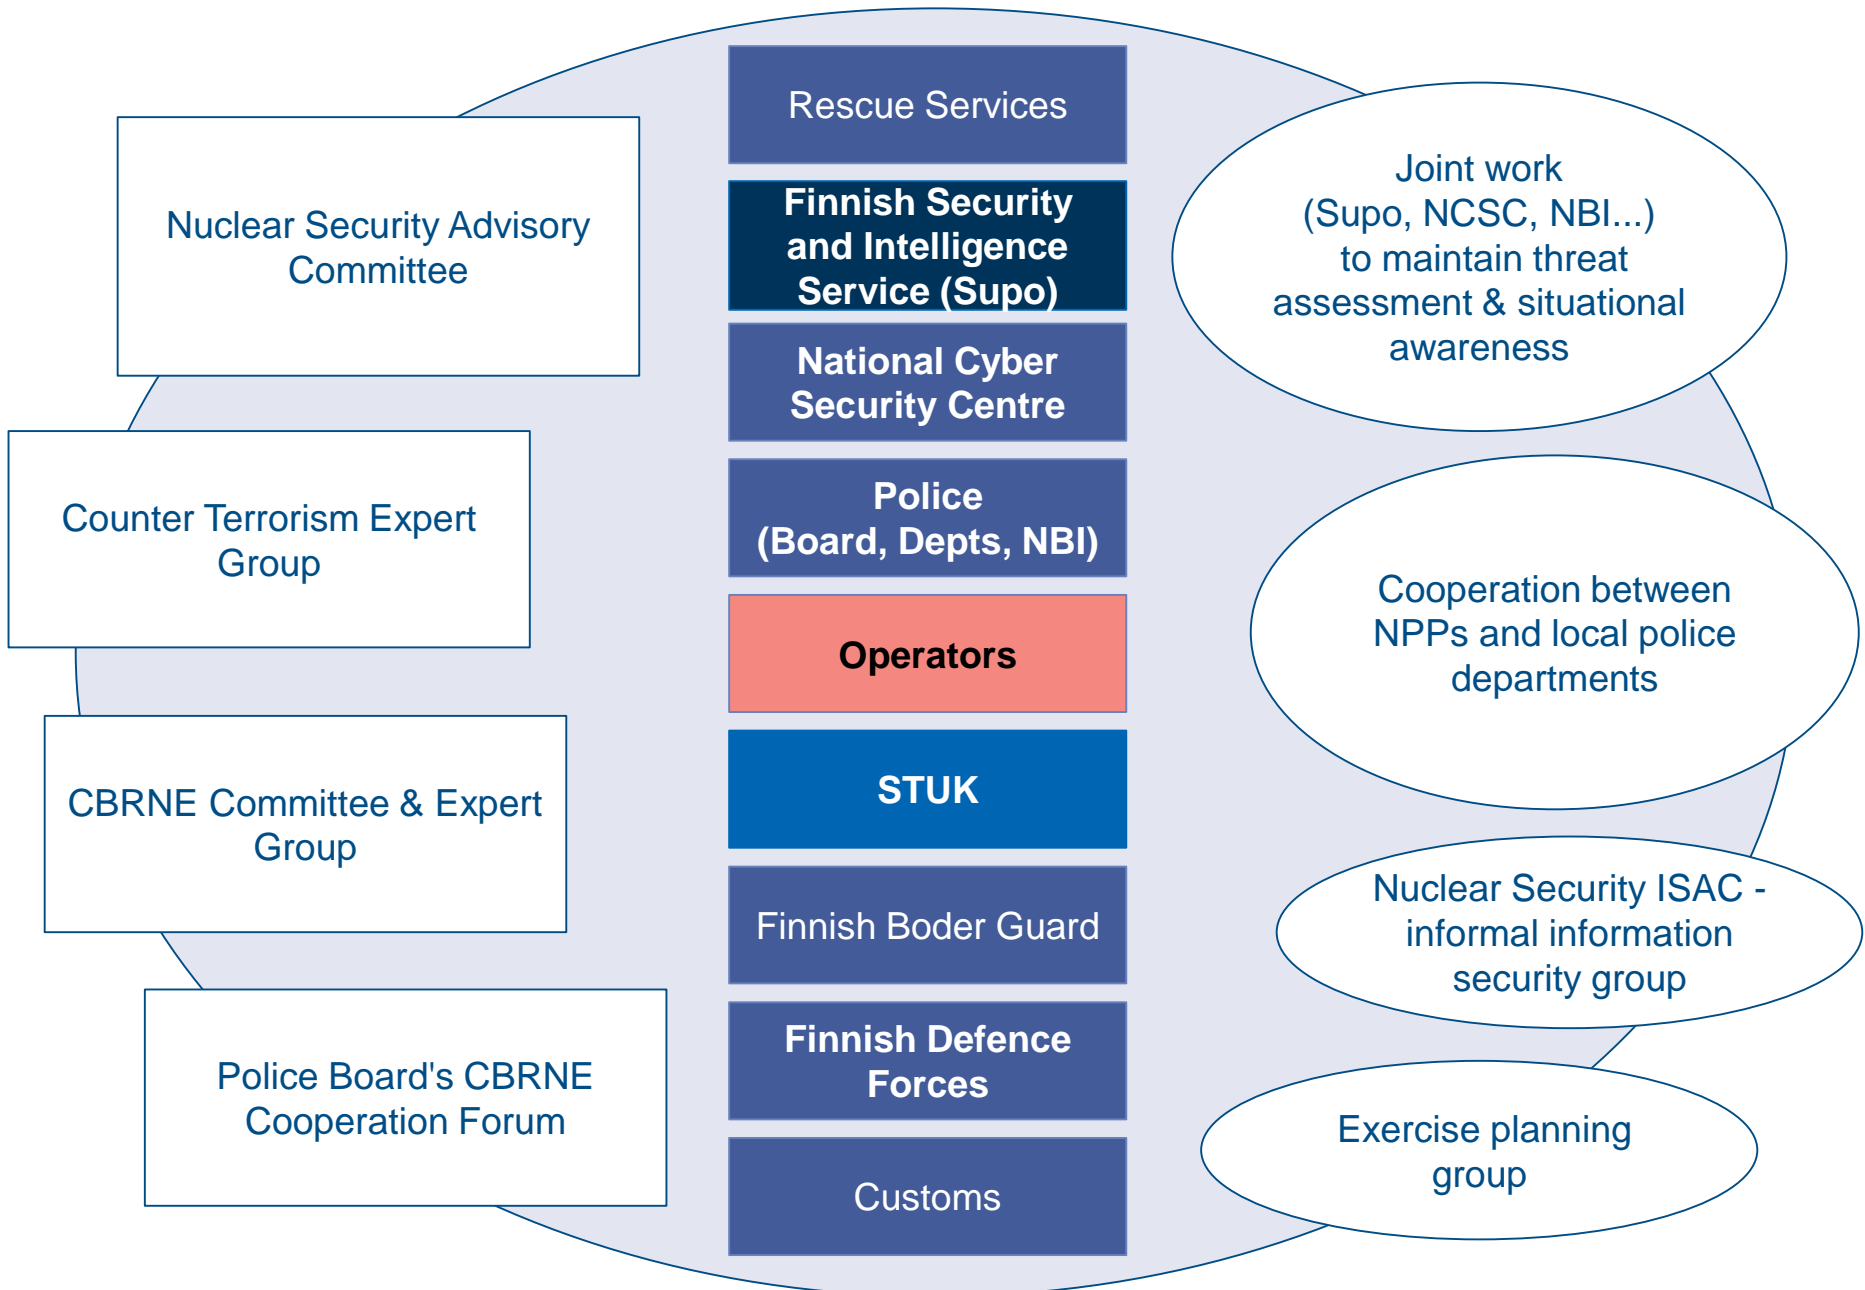 Rescue Services
Nuclear Security Advisory
Committee
Finnish Security
and Intelligence
Service (Supo)
Joint work
(Supo, NCSC, NBI...)
to maintain threat
assessment & situational
awareness
National Cyber
Security Centre
Counter Terrorism Expert
Group
Police
(Board, Depts, NBI)
Cooperation between
NPPs and local police
departments
Operators
CBRNE Committee & Expert
Group
STUK
Finnish Boder Guard
Nuclear Security ISAC -
informal information
security group
Police Board's CBRNE
Cooperation Forum
Finnish Defence
Forces
Exercise planning
group
Customs